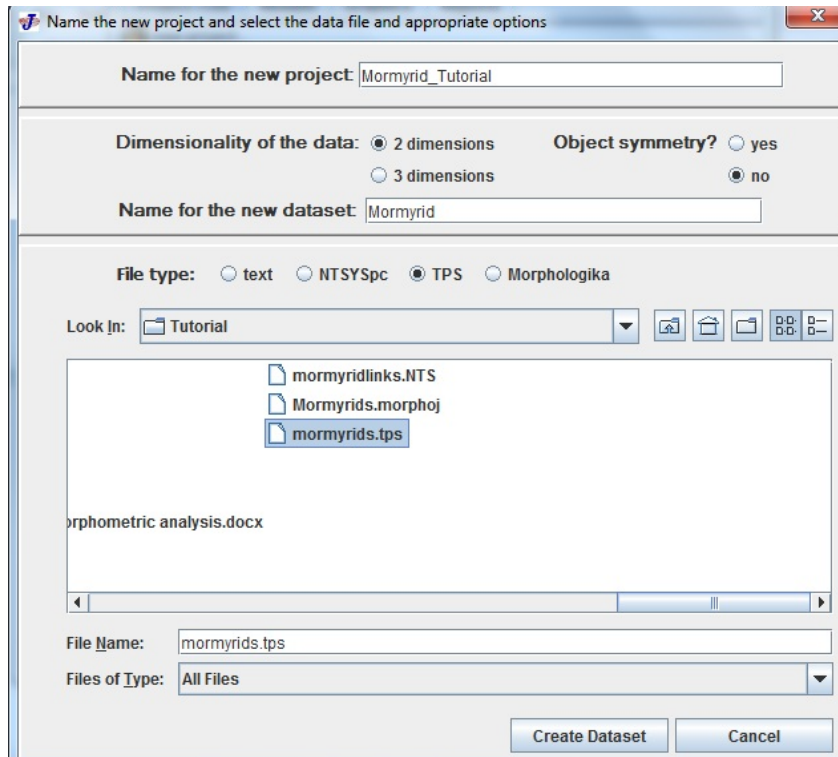 Name the new project and select the data file and appropriate options
Name for the new project: Mormyrid_Tutorial
Dimensionality of the data: 2 dimensions Object symmetry? yes
3 dimensions no
Name for the new dataset: Mormyrid
File type: text NTSYSpc TPS Morphologika
Look In: Tutorial
mormyridlinks.NTS
Mormyrids.morphoj
mormyrids.tps
orphometric analysis.docx
File Name: mormyrids.tps
Files of Type: All Files
Create Dataset Cancel